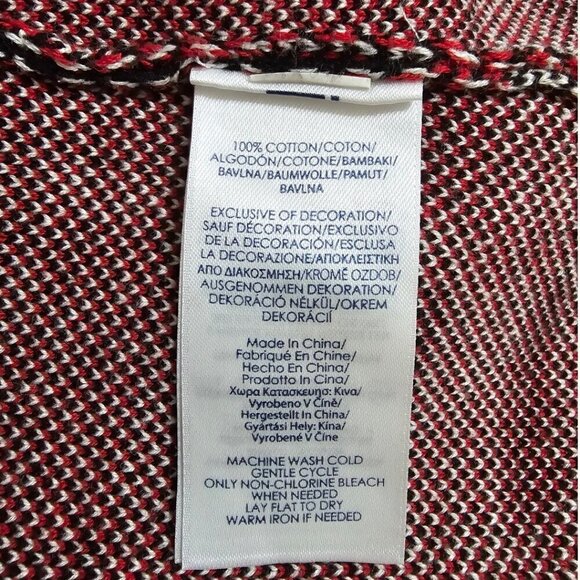 100% COTTON/COTON/
ALGODÓN/COTONE/BAMBAKI/
BAVLNA/BAUMWOLLE/PAMUT/
BAVLNA
EXCLUSIVE OF DECORATION/
SAUF DÉCORATION/EXCLUSIVO
DE LA DECORACIÓN/ESCLUSA
LA DECORAZIONE/ΑΠΟΚΛΕΙΣΤΙΚΗ
ΑΠΟ ΔΙΑΚΟΣΜΗΣΗ/KROMĚ OZDOB/
AUSGENOMMEN DEKORATION/
DEKORÁCIÓ NÉLKÜL/OKREM
DEKORÁCIÍ
Made In China/
Fabriqué En Chine/
Hecho En China/
Prodotto In Cina/
Χωρα Κατασκευησ: Κινα/
Vyrobeno V Číně/
Hergestellt In China/
Gyártási Hely: Kína/
Vyrobené V Číne
MACHINE WASH COLD
GENTLE CYCLE
ONLY NON-CHLORINE BLEACH
WHEN NEEDED
LAY FLAT TO DRY
WARM IRON IF NEEDED